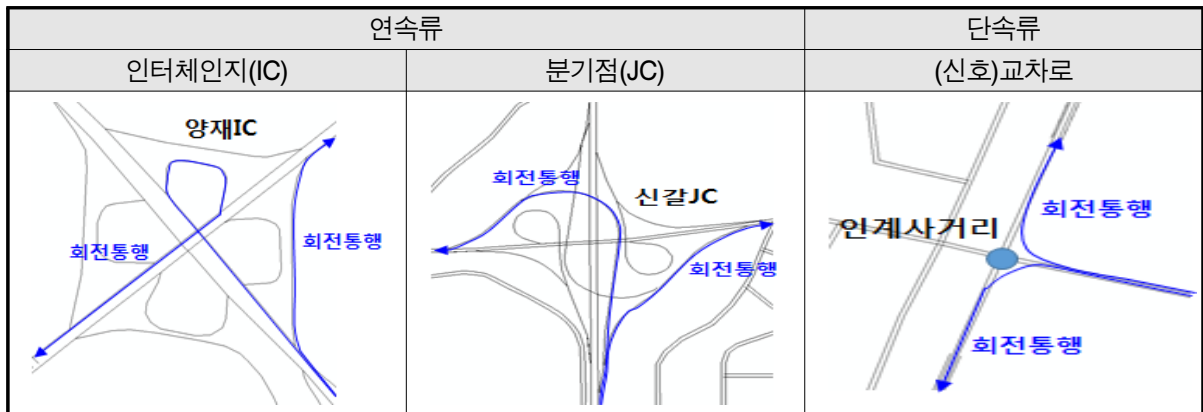 연속류
단속류
인터체인지(IC)
분기점(JC)
(신호)교차로
양재IC
회전통행
회전통행
회전통행
신갈JC
회전통행
회전통행
인계사거리
회전통행